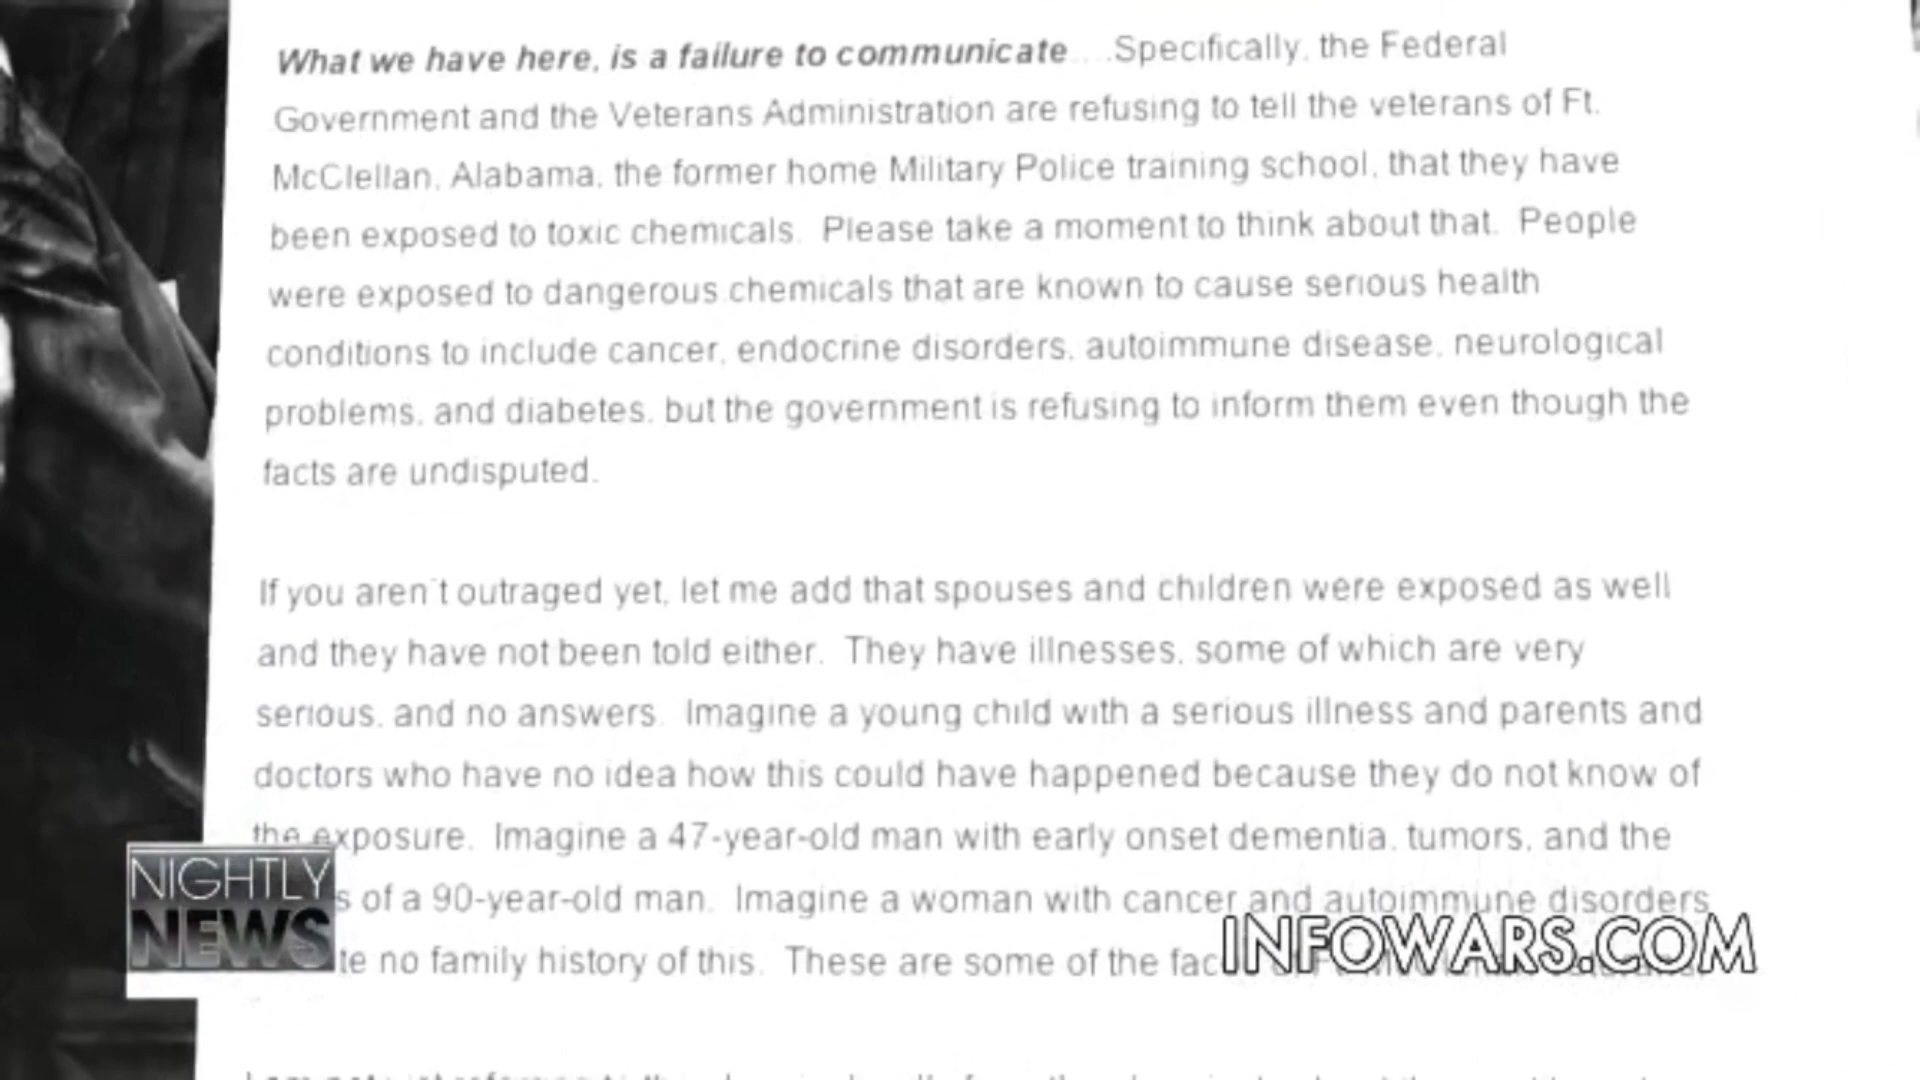 What we have here, is a failure to communicate....Specifically, the Federal
Government and the Veterans Administration are refusing to tell the veterans of Ft.
McClellan, Alabama, the former home Military Police training school, that they have
been exposed to toxic chemicals. Please take a moment to think about that. People
were exposed to dangerous chemicals that are known to cause serious health
conditions to include cancer, endocrine disorders, autoimmune disease, neurological
problems, and diabetes, but the government is refusing to inform them even though the
facts are undisputed.
If you aren't outraged yet, let me add that spouses and children were exposed as well
and they have not been told either. They have illnesses, some of which are very
serious, and no answers. Imagine a young child with a serious illness and parents and
doctors who have no idea how this could have happened because they do not know of
the exposure. Imagine a 47-year-old man with early onset dementia, tumors, and the
of a 90-year-old man. Imagine a woman with cancer and autoimmune disorders
no family history of this. These are some of the
NIGHTLY
NEWS
INFOWARS.COM